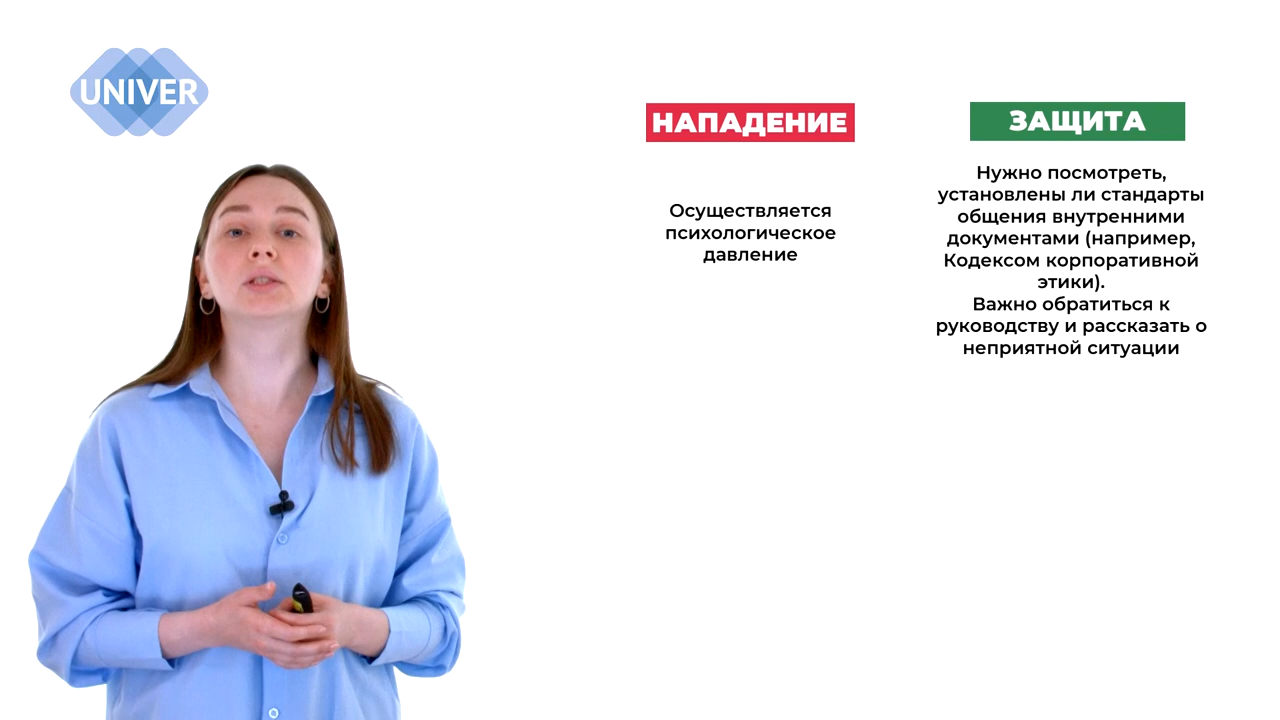 UNIVER
НАПАДЕНИЕ
Осуществляется
психологическое
давление
ЗАЩИТА
Нужно посмотреть,
установлены ли стандарты
общения внутренними
документами (например,
Кодексом корпоративной
этики).
Важно обратиться к
руководству и рассказать о
неприятной ситуации